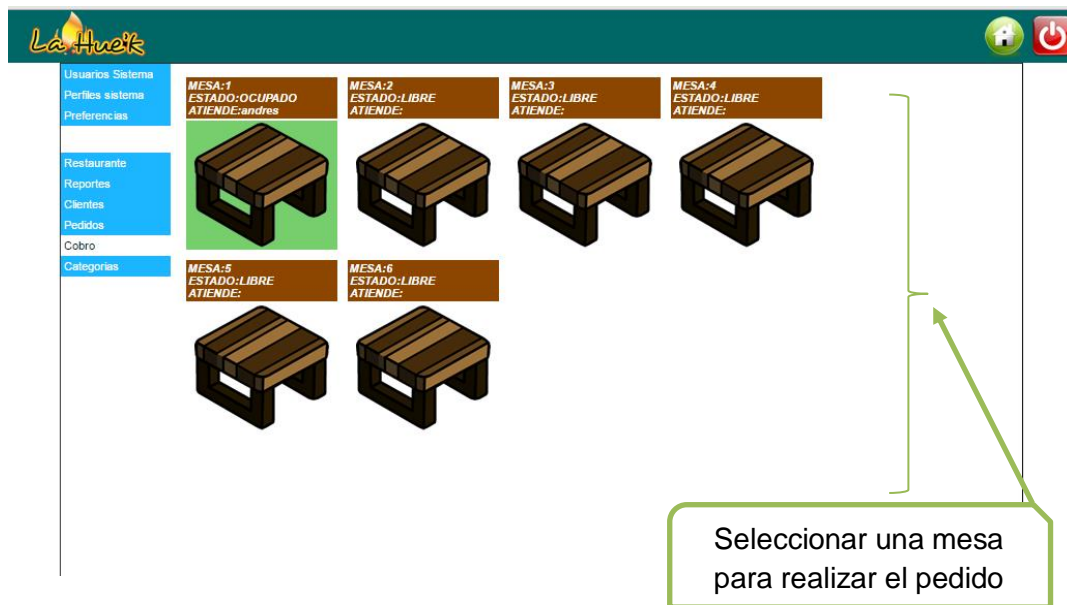 La Hueik
Usuarios Sistema
Perfiles sistema
Preferencias
Restaurante
Reportes
Clientes
Pedidos
Cobro
Categorias
MESA:1
ESTADO:OCUPADO
ATIENDE:andres
MESA:2
ESTADO:LIBRE
ATIENDE:
MESA:3
ESTADO:LIBRE
ATIENDE:
MESA:4
ESTADO:LIBRE
ATIENDE:
MESA:5
ESTADO:LIBRE
ATIENDE:
MESA:6
ESTADO:LIBRE
ATIENDE:
Seleccionar una mesa
para realizar el pedido